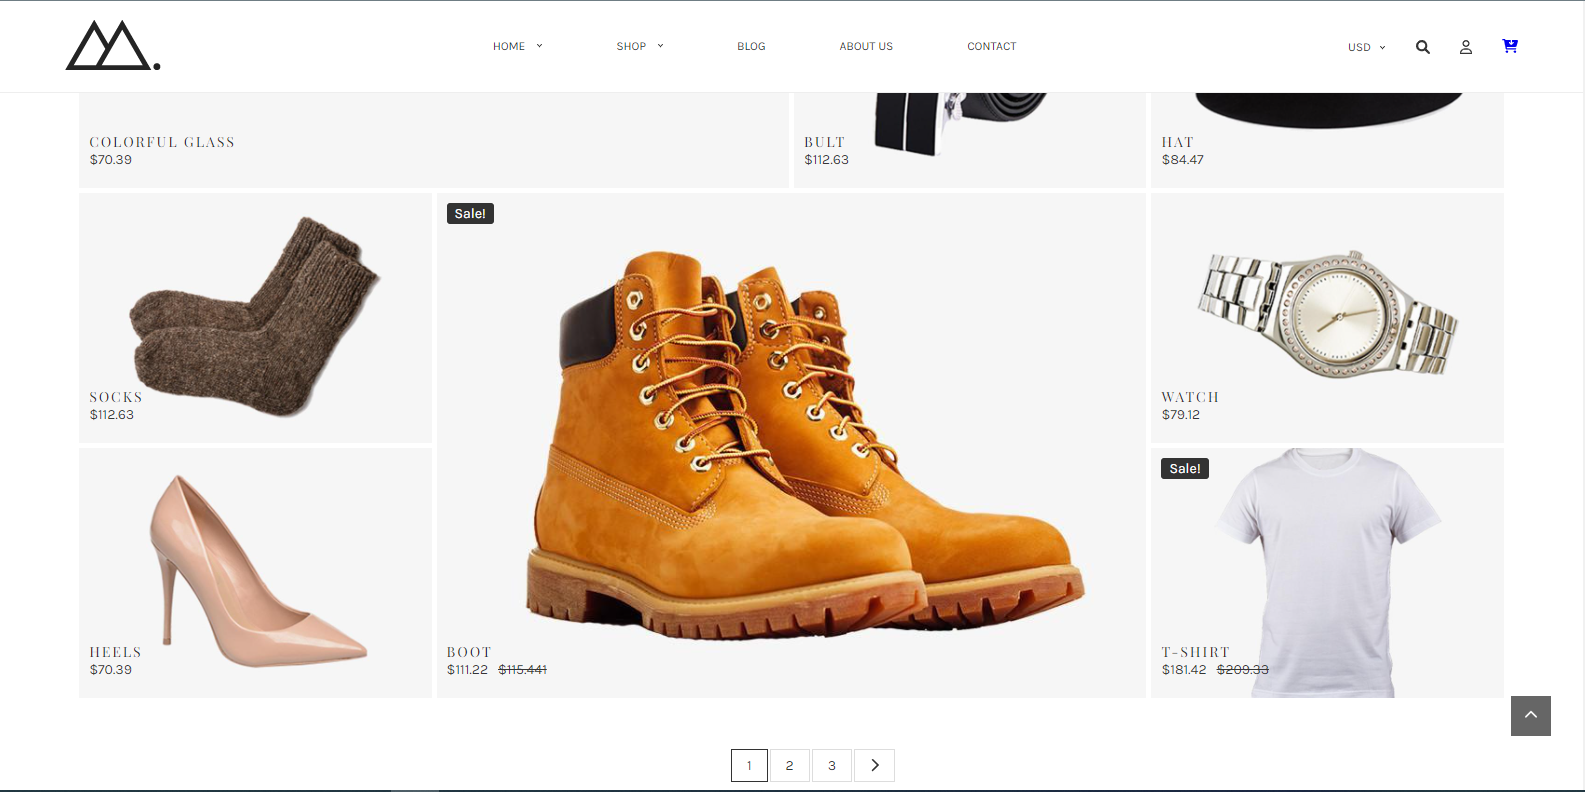 HOME
SHOP
BLOG
ABOUT US
CONTACT
USD
COLORFUL GLASS
$70.39
BULT
$112.63
HAT
$84.47
SOCKS
$112.63
Sale!
BOOT
$111.22 $115.441
WATCH
$79.12
HEELS
$70.39
Sale!
T-SHIRT
$181.42 $209.33
1 2 3